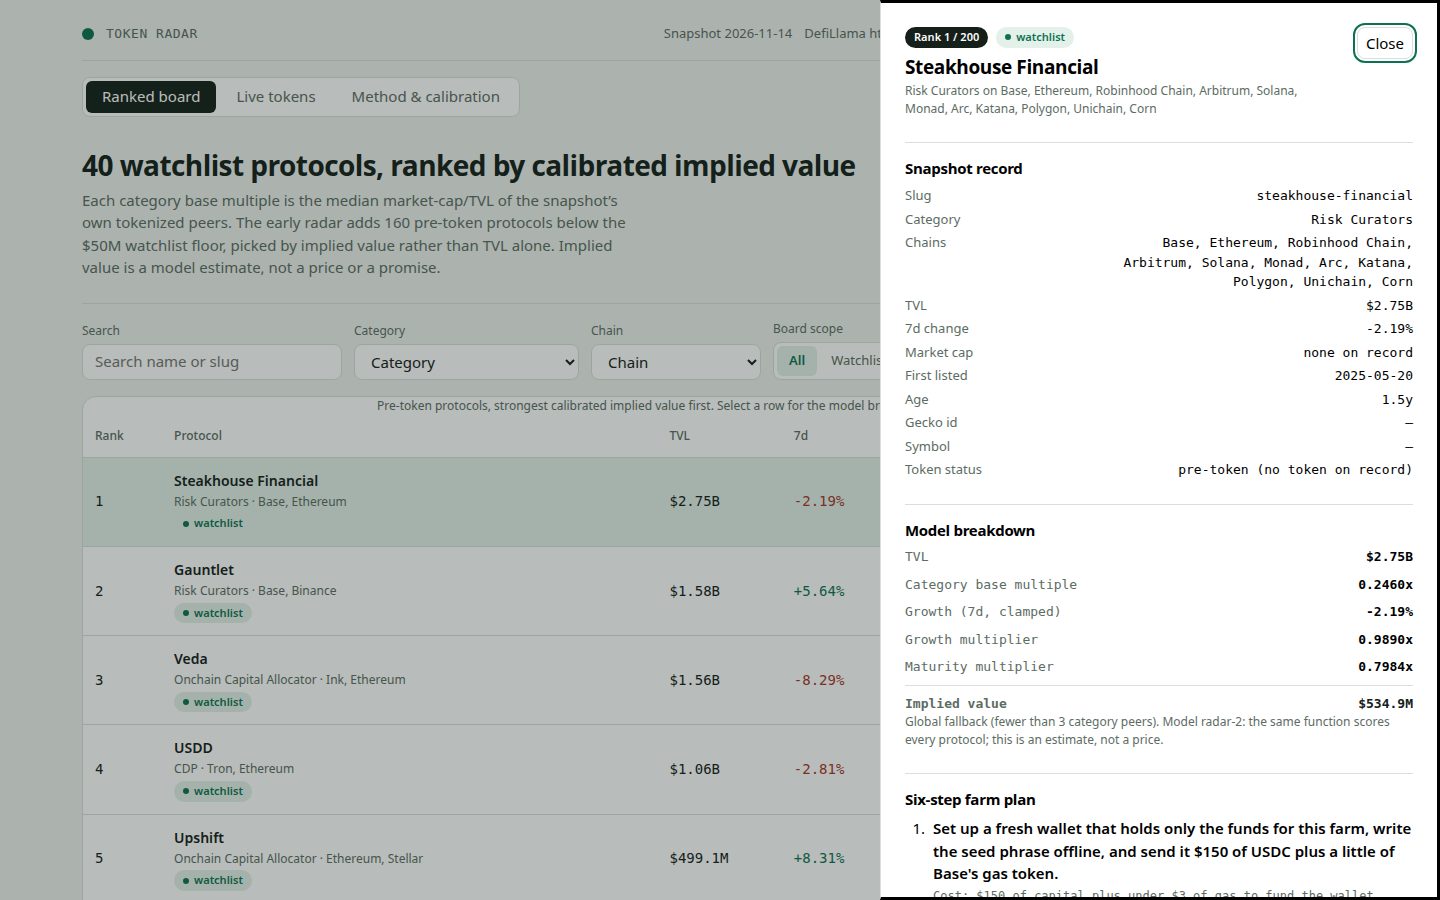 TOKEN RADAR
Snapshot 2026-11-14 DefiLlama
Ranked board
Live tokens
Method & calibration
40 watchlist protocols, ranked by calibrated implied value
Each category base multiple is the median market-cap/TVL of the snapshot's
own tokenized peers. The early radar adds 160 pre-token protocols below the
$50M watchlist floor, picked by implied value rather than TVL alone. Implied
value is a model estimate, not a price or a promise.
Search
Category
Chain
Board scope
Search name or slug
Category
Chain
All
Pre-token protocols, strongest calibrated implied value first. Select a row for the model
Rank
Protocol
TVL
7d
1
Steakhouse Financial
Risk Curators · Base, Ethereum
watchlist
$2.75B
-2.19%
2
Gauntlet
Risk Curators · Base, Binance
watchlist
$1.58B
+5.64%
3
Veda
Onchain Capital Allocator · Ink, Ethereum
watchlist
$1.56B
-8.29%
4
USDD
CDP · Tron, Ethereum
watchlist
$1.06B
-2.81%
5
Upshift
Onchain Capital Allocator · Ethereum, Stellar
watchlist
$499.1M
+8.31%
Rank 1 / 200
watchlist
Close
Steakhouse Financial
Risk Curators on Base, Ethereum, Robinhood Chain, Arbitrum, Solana,
Monad, Arc, Katana, Polygon, Unichain, Corn
Snapshot record
Slug steakhouse-financial
Category Risk Curators
Chains Base, Ethereum, Robinhood Chain,
Arbitrum, Solana, Monad, Arc, Katana,
Polygon, Unichain, Corn
TVL $2.75B
7d change -2.19%
Market cap none on record
First listed 2025-05-20
Age 1.5y
Gecko id —
Symbol —
Token status pre-token (no token on record)
Model breakdown
TVL $2.75B
Category base multiple 0.2460x
Growth (7d, clamped) -2.19%
Growth multiplier 0.9890x
Maturity multiplier 0.7984x
Implied value $534.9M
Global fallback (fewer than 3 category peers). Model radar-2: the same function scores
every protocol; this is an estimate, not a price.
Six-step farm plan
1. Set up a fresh wallet that holds only the funds for this farm, write
the seed phrase offline, and send it $150 of USDC plus a little of
Base's gas token.
Cost: $150 of capital plus under $3 of gas to fund the wallet